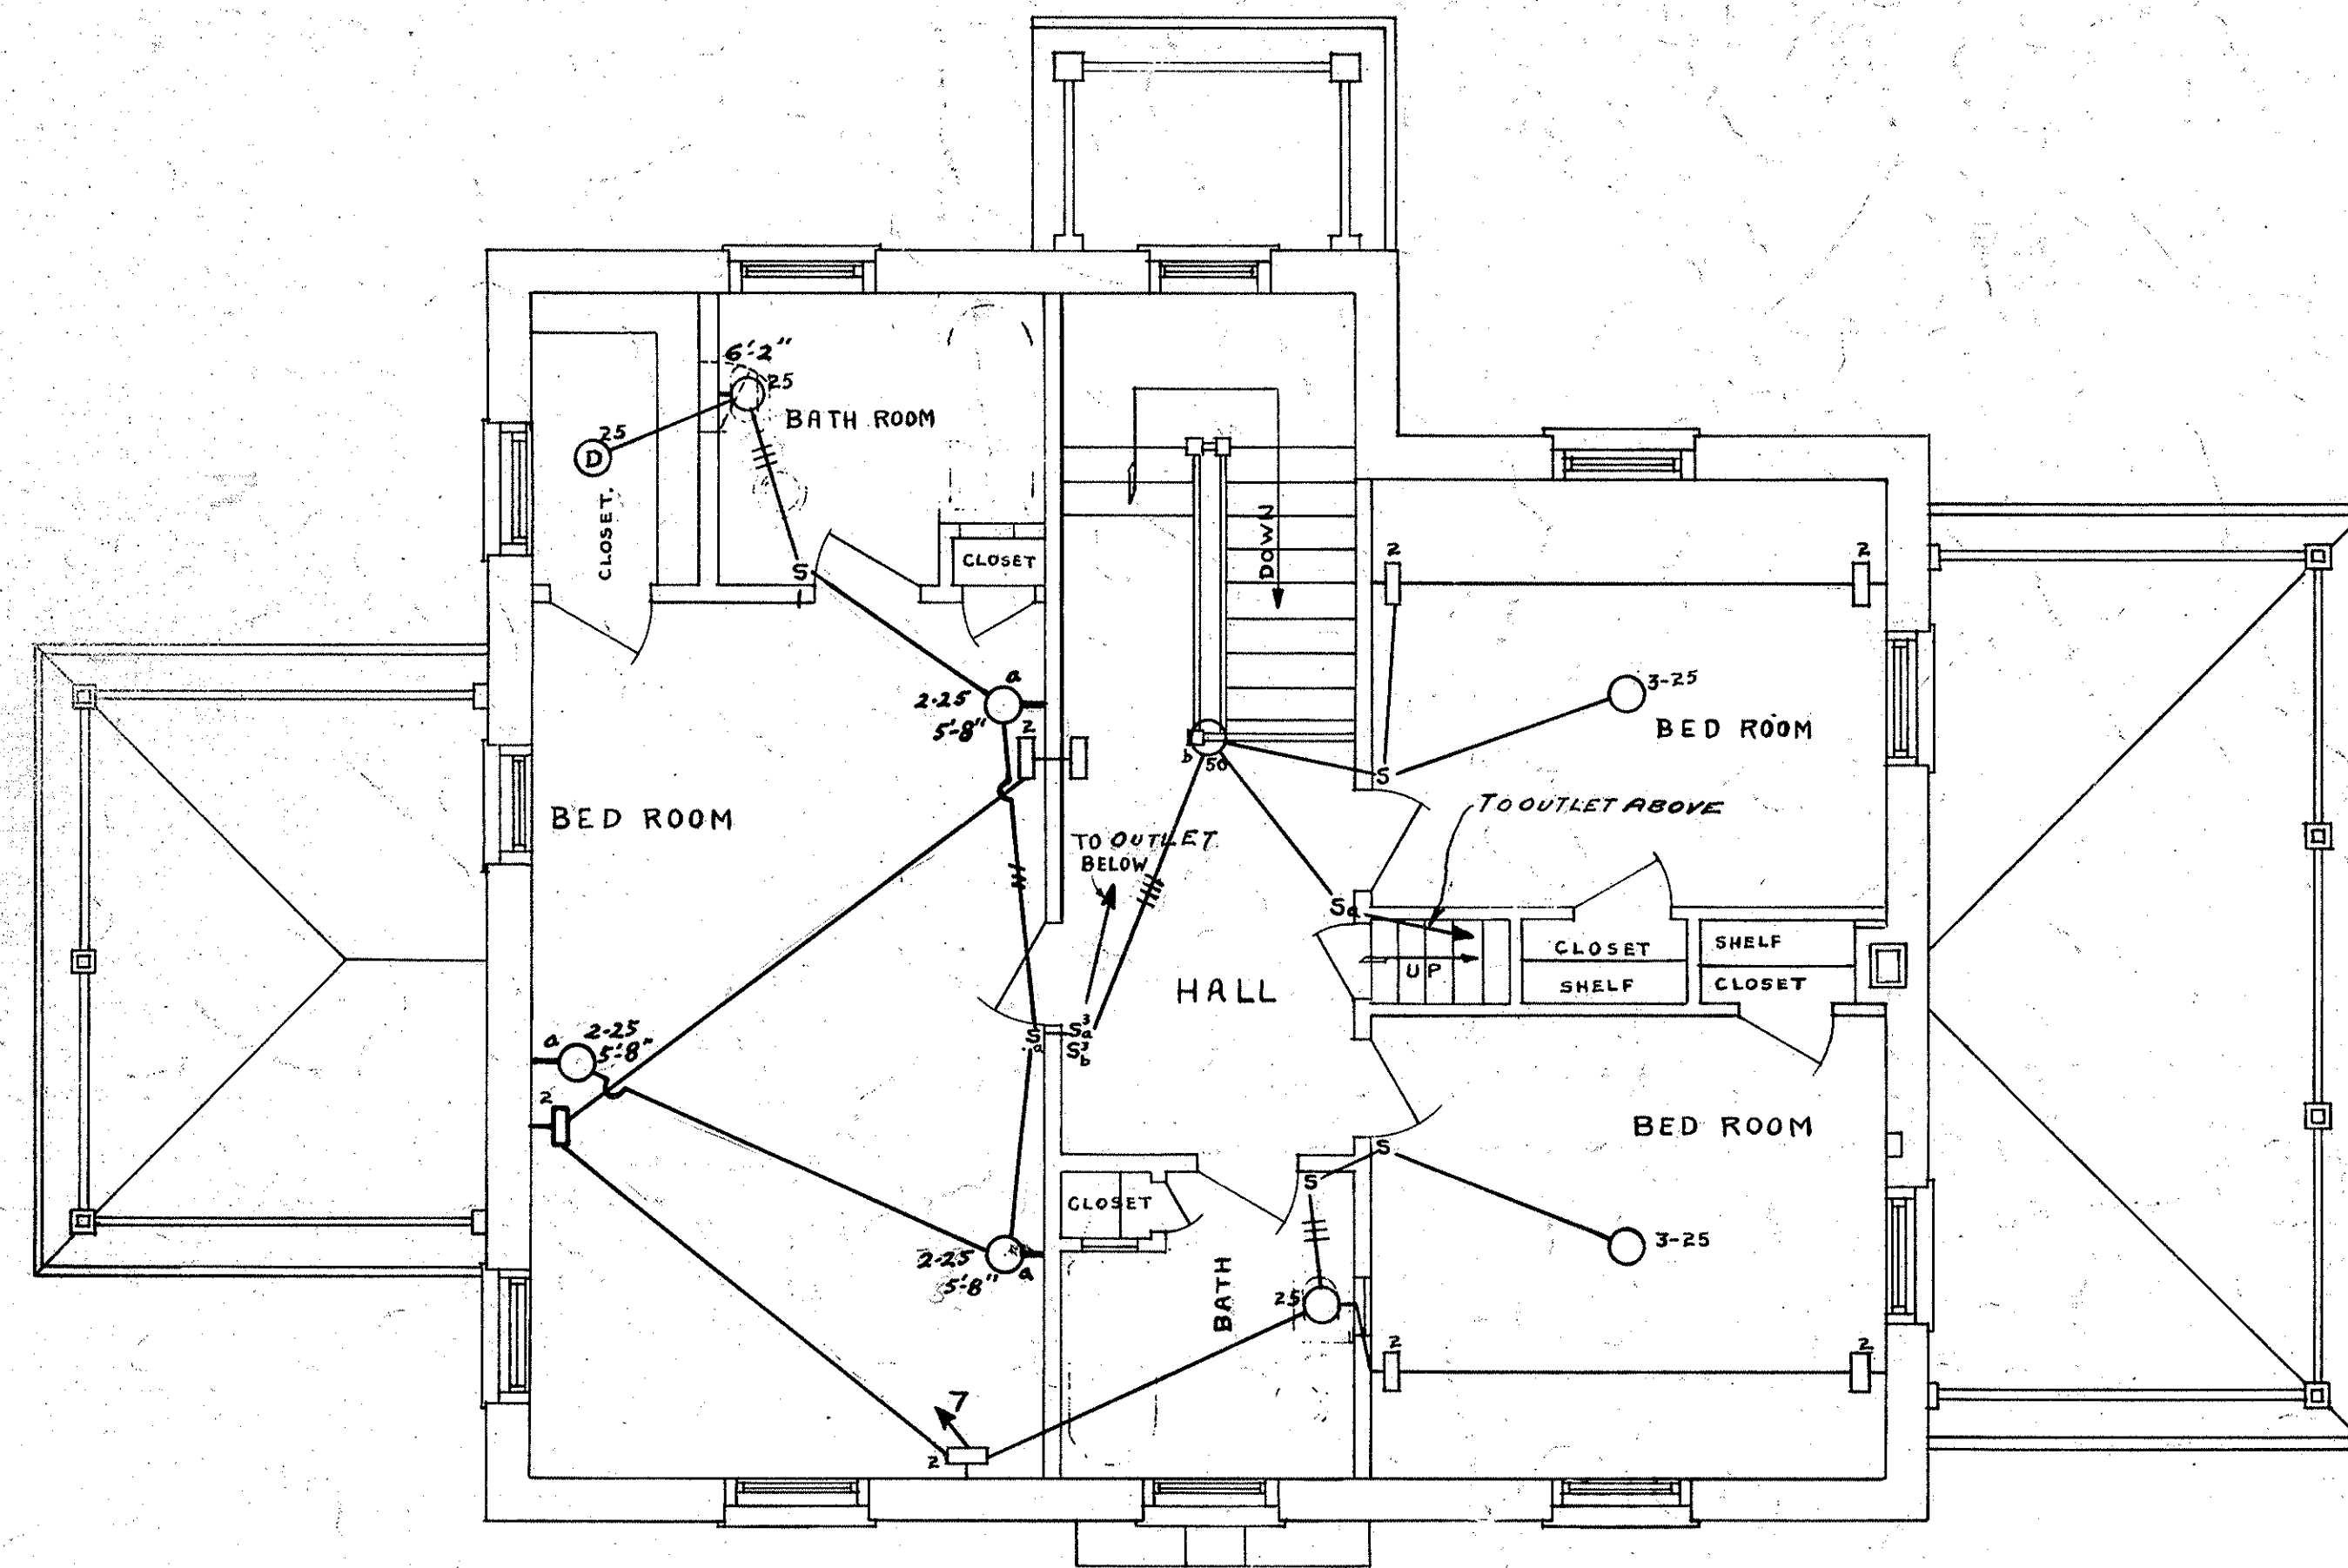 6'-2"
25
BATH ROOM
25
D
CLOSET.
S
CLOSET
DOWN
2
2
a
2-25
5'-8"
2
3-25
BED ROOM
b
50
S
BED ROOM
TO OUTLET ABOVE
TO OUTLET
BELOW
Sa
CLOSET
SHELF
UP
SHELF
CLOSET
HALL
a
2-25
5'-8"
Sa
S³a
S³b
2
BED ROOM
S
S
CLOSET
3-25
2-25
5'-8"
a
BATH
25
2
2
7
2